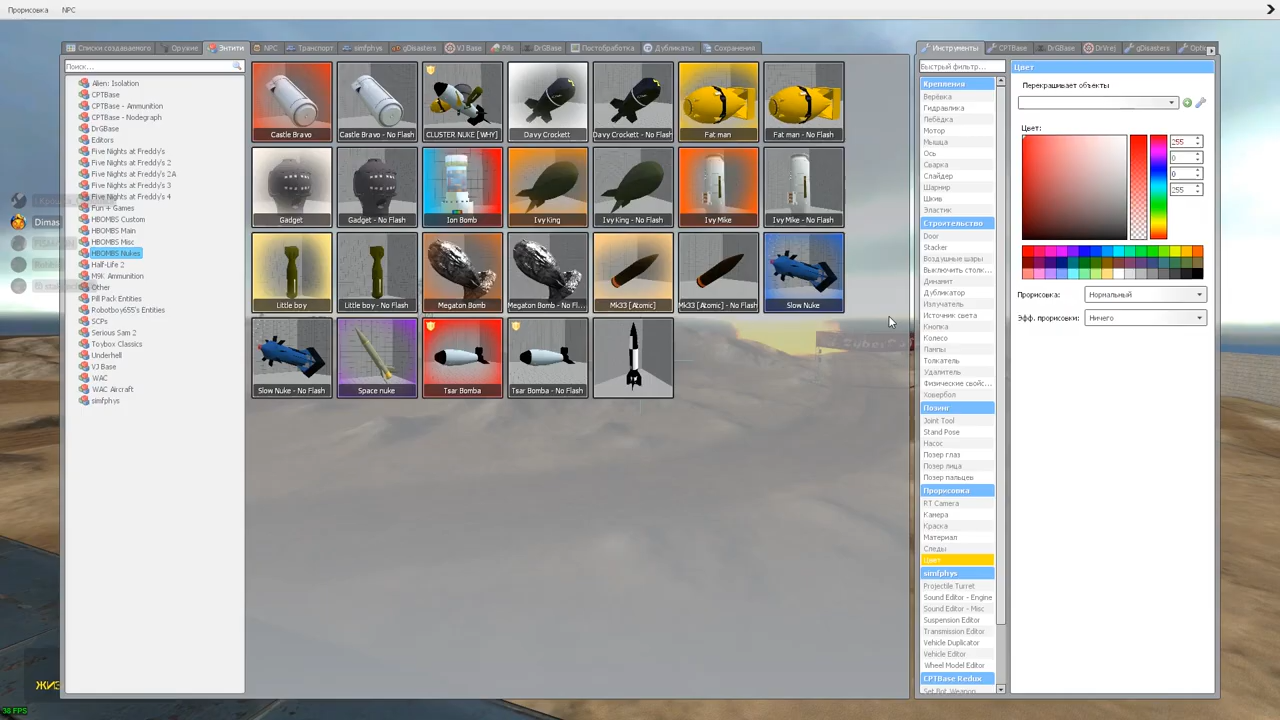 Прорисовка NPC
Списки создаваемого Оружие Энтити NPC Транспорт simfphys gDisasters VJ Base Pills DrGBase Постобработка Дубликаты Сохранения
Поиск...
Alien: Isolation
CPTBase
CPTBase - Ammunition
CPTBase - Nodegraph
DrGBase
Editors
Five Nights at Freddy's
Five Nights at Freddy's 2
Five Nights at Freddy's 2A
Five Nights at Freddy's 3
Five Nights at Freddy's 4
Fun + Games
HBOMBS Custom
HBOMBS Main
HBOMBS Misc
HBOMBS Nukes
Half-Life 2
M9K Ammunition
Other
Pill Pack Entities
Robotboy655's Entities
SCPs
Serious Sam 2
Toybox Classics
Underhell
VJ Base
WAC
WAC Aircraft
simfphys
Dimas
Castle Bravo Castle Bravo - No Flash CLUSTER NUKE [WHY] Davy Crockett Davy Crockett - No Flash Fat man Fat man - No Flash
Gadget Gadget - No Flash Ion Bomb Ivy King Ivy King - No Flash Ivy Mike Ivy Mike - No Flash
Little boy Little boy - No Flash Megaton Bomb Megaton Bomb - No Fl... Mk33 [Atomic] Mk33 [Atomic] - No Flash Slow Nuke
Slow Nuke - No Flash Space nuke Tsar Bomba Tsar Bomba - No Flash
Инструменты CPTBase DrGBase DrVrej gDisasters
Быстрый фильтр...
Крепления
Верёвка
Гидравлика
Лебёдка
Мотор
Мышца
Ось
Сварка
Слайдер
Шарнир
Шкив
Эластик
Строительство
Door
Stacker
Воздушные шары
Выключить столк...
Динамит
Дубликатор
Излучатель
Источник света
Кнопка
Колесо
Лампы
Толкатель
Удалитель
Физические свойс...
Ховербол
Позинг
Joint Tool
Stand Pose
Насос
Позер глаз
Позер лица
Позер пальцев
Прорисовка
RT Camera
Камера
Краска
Материал
Следы
Цвет
simfphys
Projectile Turret
Sound Editor - Engine
Sound Editor - Misc
Suspension Editor
Transmission Editor
Vehicle Duplicator
Vehicle Editor
Wheel Model Editor
CPTBase Redux
Set Bot Weapon
Цвет
Перекрашивает объекты
Цвет:
255
0
0
255
Прорисовка: Нормальный
Эфф. прорисовки: Ничего
38 FPS